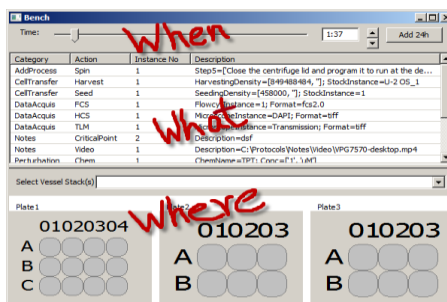 Bench
Time:
When
1:37
Add 24h
Category Action Instance No Description
AddProcess Spin 1 Step5=['Close the centrifuge lid and program it to run at the de...
CellTransfer Harvest 1 HarvestingDensity=[849488484, '']; StockInstance=U-2 OS_1
CellTransfer Seed 1 SeedingDensity=[458000, '']; StockInstance=1
DataAcquis FCS 1 Instance=1; Format=fcs2.0
DataAcquis HCS 1 Instance=DAPI; Format=tiff
DataAcquis TLM 1 Instance=Transmission; Format=tiff
Notes CriticalPoint 2 Description=dsf
Notes Video 1 Description=C:\Protocols\Notes\Video\VPG7570-desktop.mp4
Perturbation Chem 1 ChemName=TPT; Conc=['1', 'uM']
What
Select Vessel Stack(s)
Where
Plate1 Plate2 Plate3
01020304 010203 010203
A A A
B B B
C